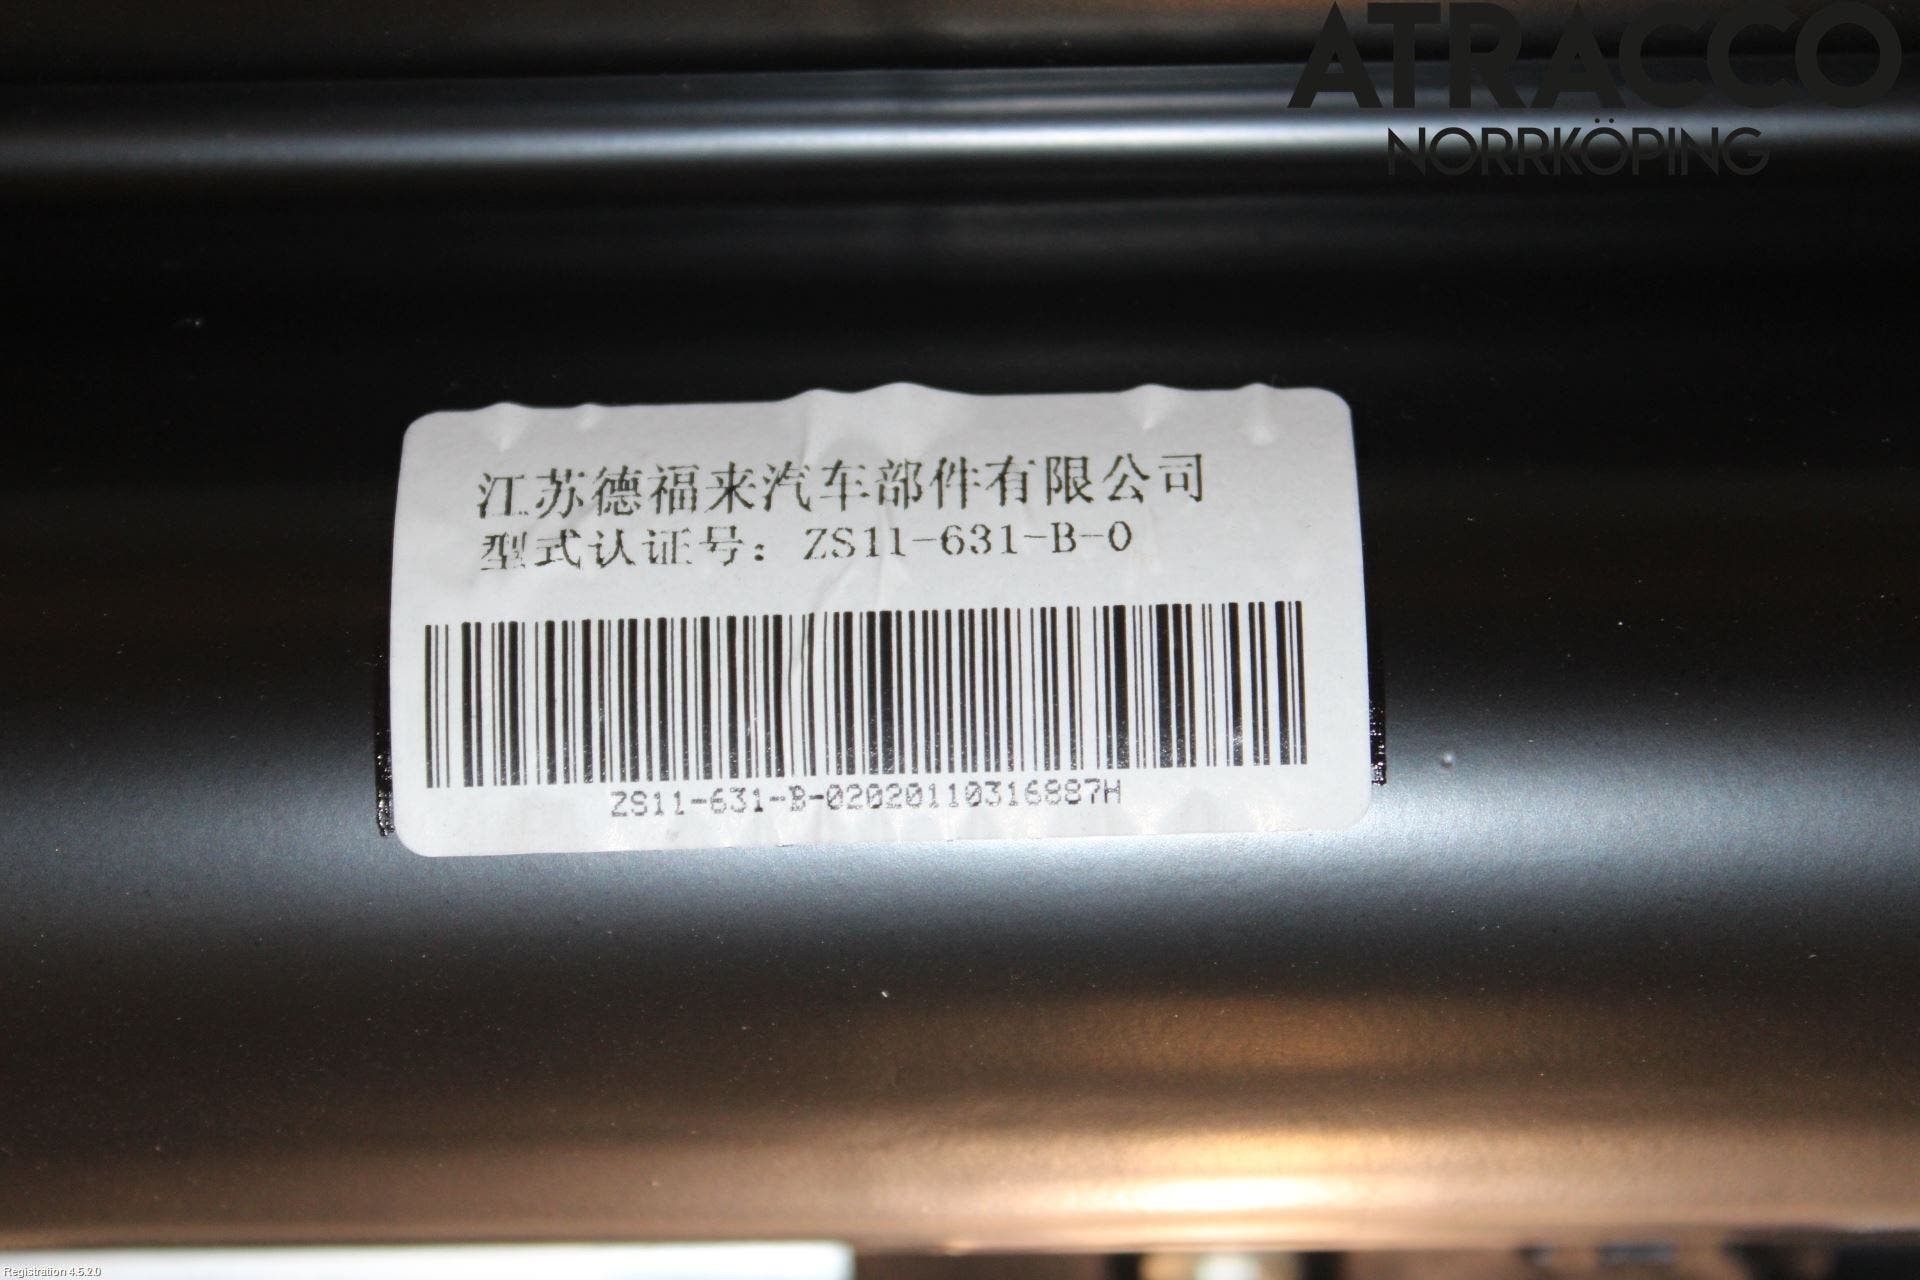 ATRACCO
NORRKÖPING
江苏德福来汽车部件有限公司
型式认证号：ZS11-631-B-0
ZS11-631-B-02020110316887H
Registration 4.5.2.0